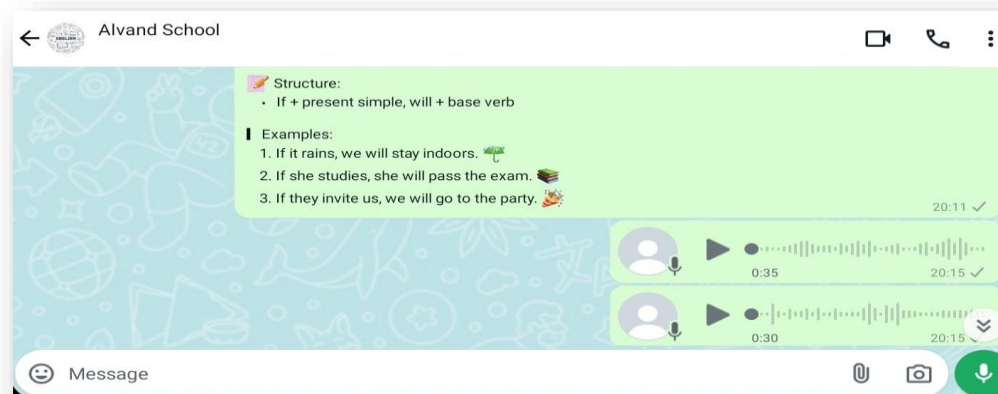 Alvand School
ENGLISH
Structure:
• If + present simple, will + base verb
Examples:
1. If it rains, we will stay indoors.
2. If she studies, she will pass the exam.
3. If they invite us, we will go to the party.
20:11
0:35 20:15
0:30 20:15
Message